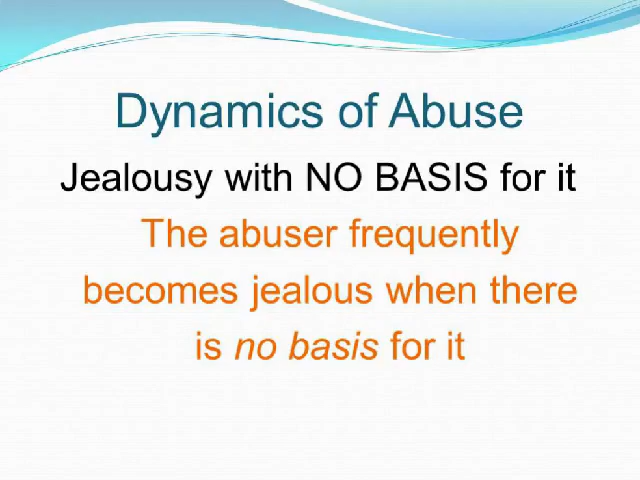 Dynamics of Abuse
Jealousy with NO BASIS for it
The abuser frequently
becomes jealous when there
is no basis for it